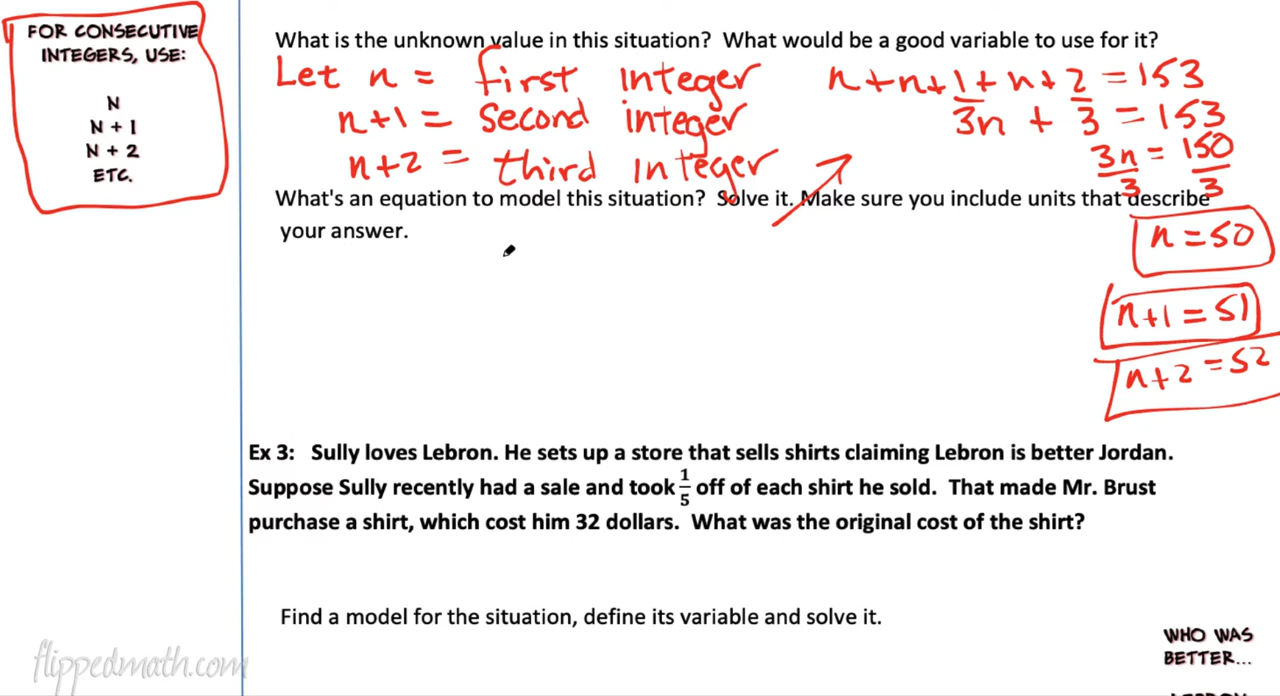 FOR CONSECUTIVE
INTEGERS, USE:
N
N + 1
N + 2
ETC.
What is the unknown value in this situation? What would be a good variable to use for it?
Let n = first integer
n+1 = second integer
n+2 = third integer
n+n+1+n+2 = 153
3n + 3 = 153
3n = 150
3 3
n = 50
n+1 = 51
n+2 = 52
What's an equation to model this situation? Solve it. Make sure you include units that describe
your answer.
Ex 3: Sully loves Lebron. He sets up a store that sells shirts claiming Lebron is better Jordan.
Suppose Sully recently had a sale and took 1/5 off of each shirt he sold. That made Mr. Brust
purchase a shirt, which cost him 32 dollars. What was the original cost of the shirt?
Find a model for the situation, define its variable and solve it.
WHO WAS
BETTER...
flippedmath.com